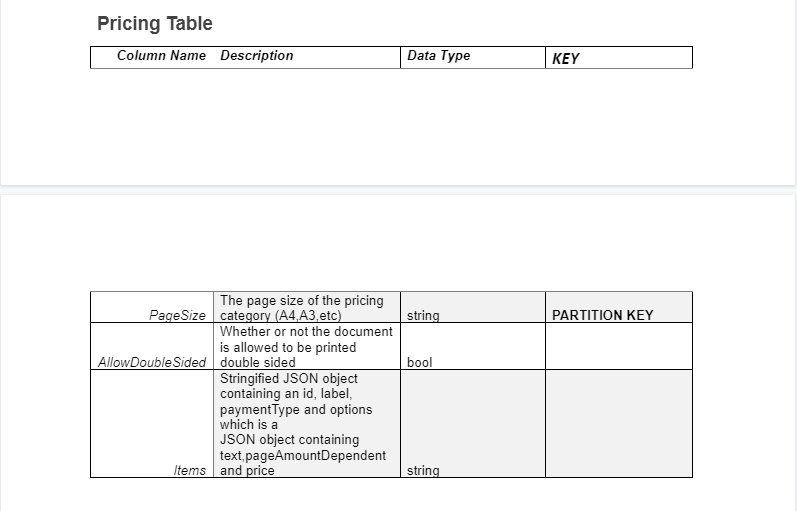 Pricing Table
Column Name Description Data Type KEY
The page size of the pricing
PageSize category (A4,A3,etc) string PARTITION KEY
Whether or not the document
is allowed to be printed
AllowDoubleSided double sided bool
Stringified JSON object
containing an id, label,
paymentType and options
which is a
JSON object containing
text,pageAmountDependent
Items and price string